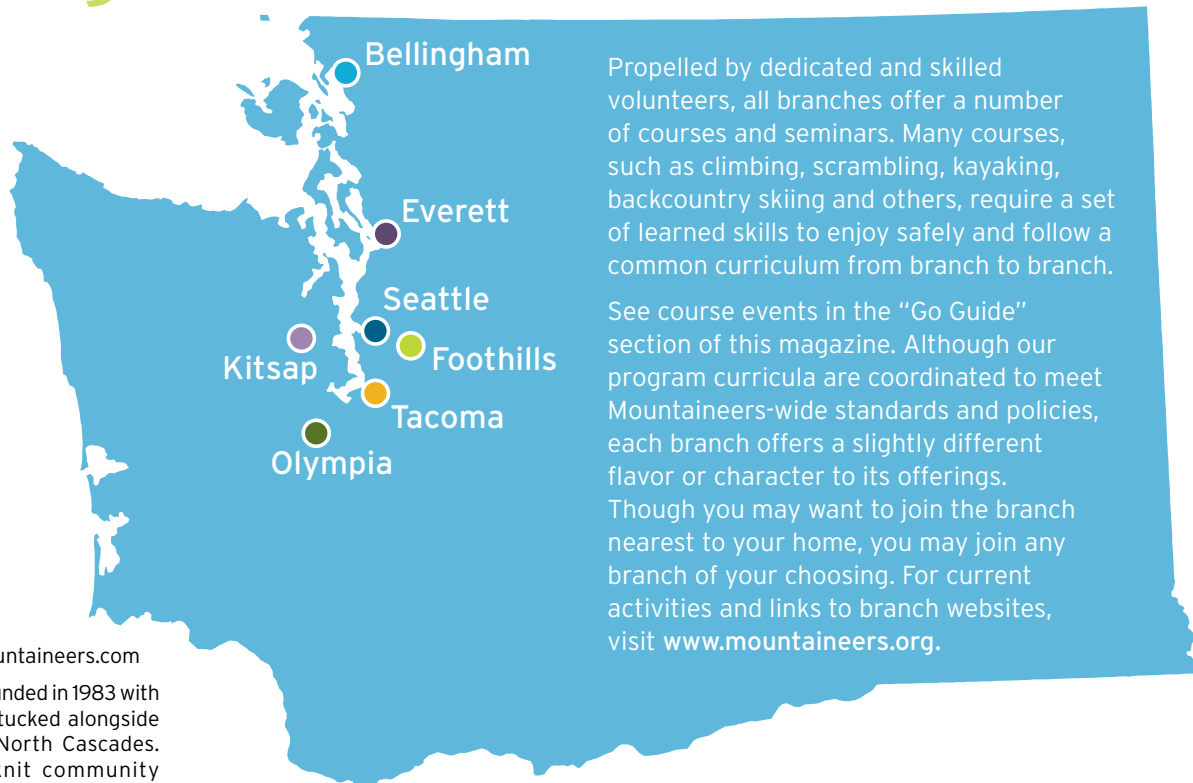 Bellingham
Everett
Seattle
Kitsap
Foothills
Tacoma
Olympia
Propelled by dedicated and skilled
volunteers, all branches offer a number
of courses and seminars. Many courses,
such as climbing, scrambling, kayaking,
backcountry skiing and others, require a set
of learned skills to enjoy safely and follow a
common curriculum from branch to branch.
See course events in the “Go Guide”
section of this magazine. Although our
program curricula are coordinated to meet
Mountaineers-wide standards and policies,
each branch offers a slightly different
flavor or character to its offerings.
Though you may want to join the branch
nearest to your home, you may join any
branch of your choosing. For current
activities and links to branch websites,
visit www.mountaineers.org.
untaineers.com
unded in 1983 with
tucked alongside
North Cascades.
knit community